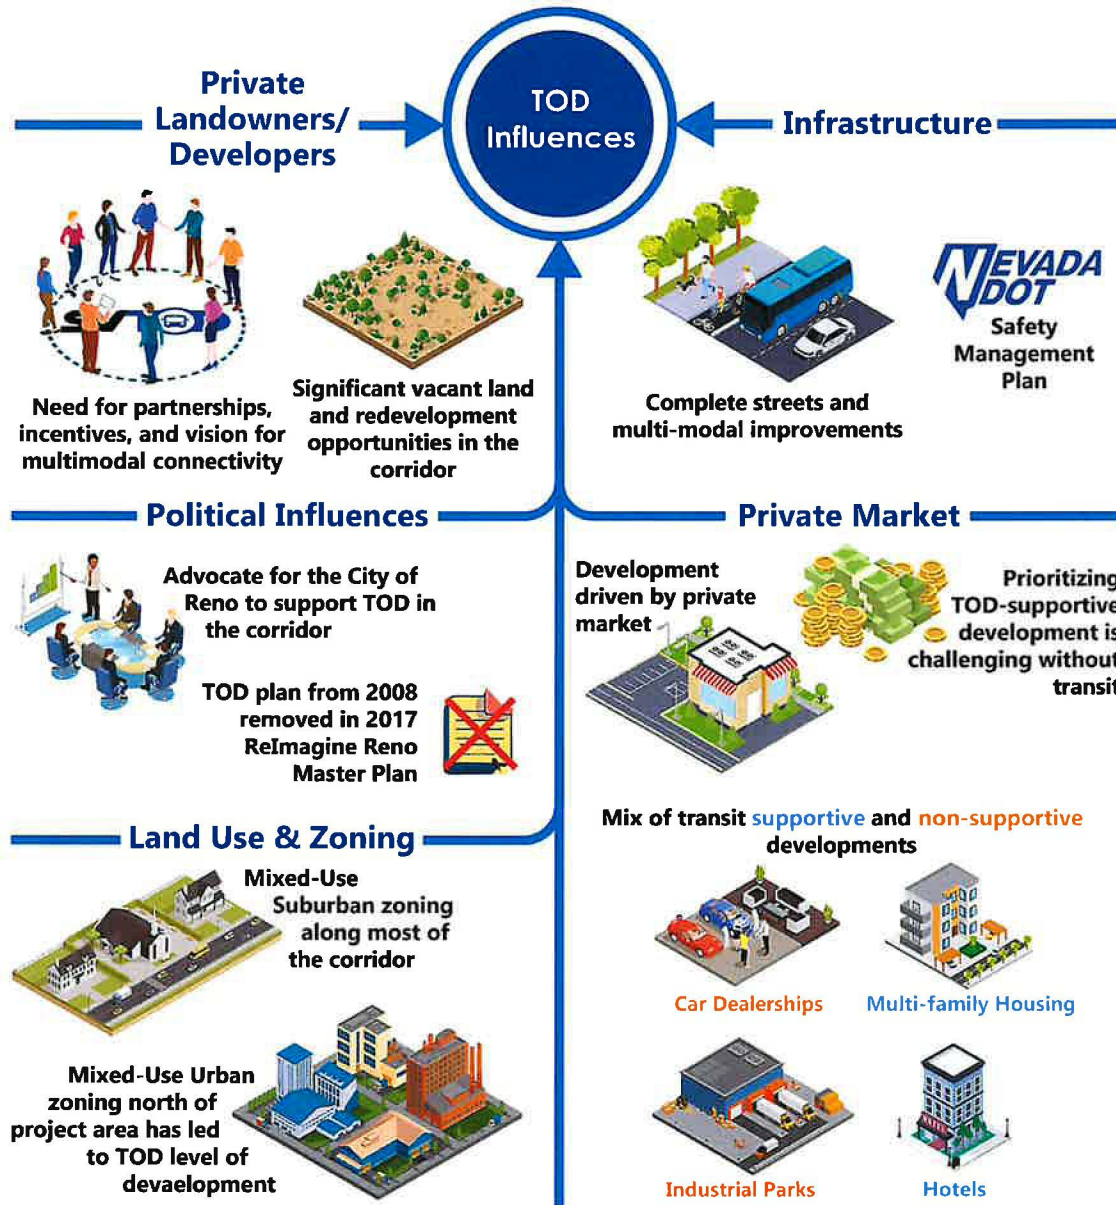 TOD
Influences
Private
Landowners/
Developers
Need for partnerships,
incentives, and vision for
multimodal connectivity
Significant vacant land
and redevelopment
opportunities in the
corridor
Infrastructure
Complete streets and
multi-modal improvements
NEVADA
DOT
Safety
Management
Plan
Political Influences
Advocate for the City of
Reno to support TOD in
the corridor
TOD plan from 2008
removed in 2017
ReImagine Reno
Master Plan
Private Market
Development
driven by private
market
Prioritizing
TOD-supportive
development is
challenging without
transit
Land Use & Zoning
Mixed-Use
Suburban zoning
along most of
the corridor
Mixed-Use Urban
zoning north of
project area has led
to TOD level of
devaelopment
Mix of transit supportive and non-supportive
developments
Car Dealerships
Multi-family Housing
Industrial Parks
HOTEL
Hotels